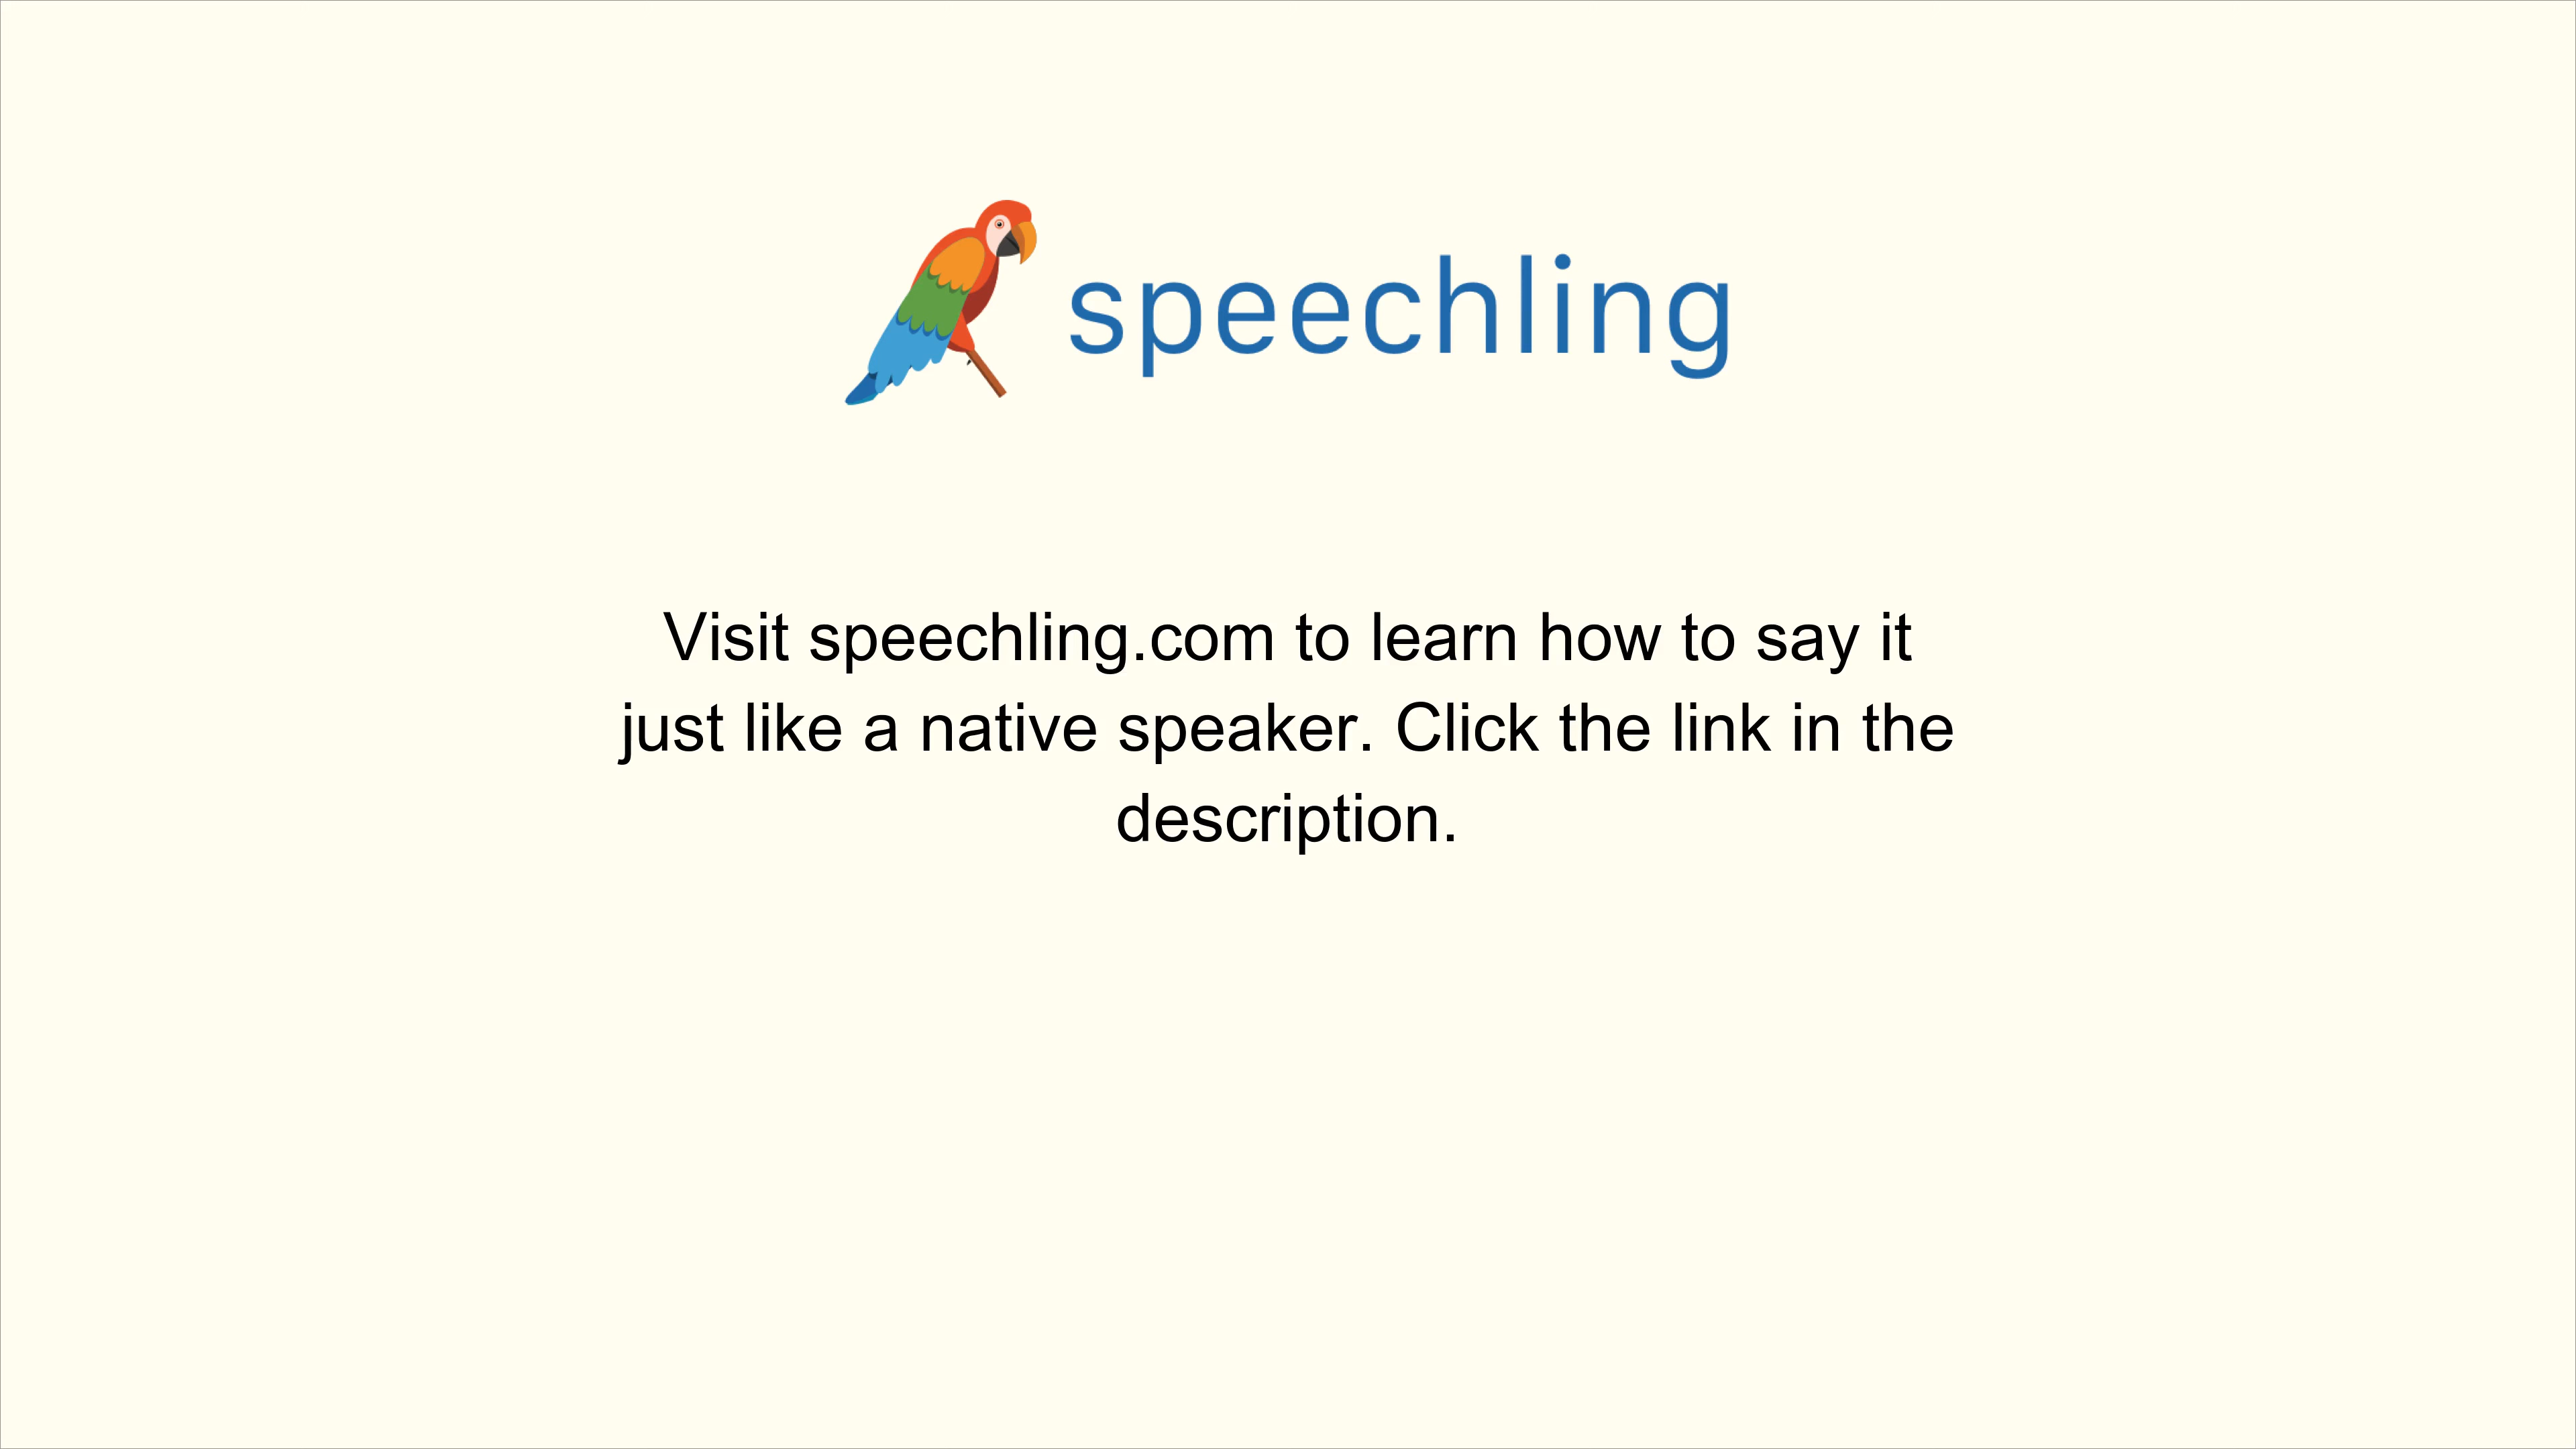 speechling
Visit speechling.com to learn how to say it
just like a native speaker. Click the link in the
description.